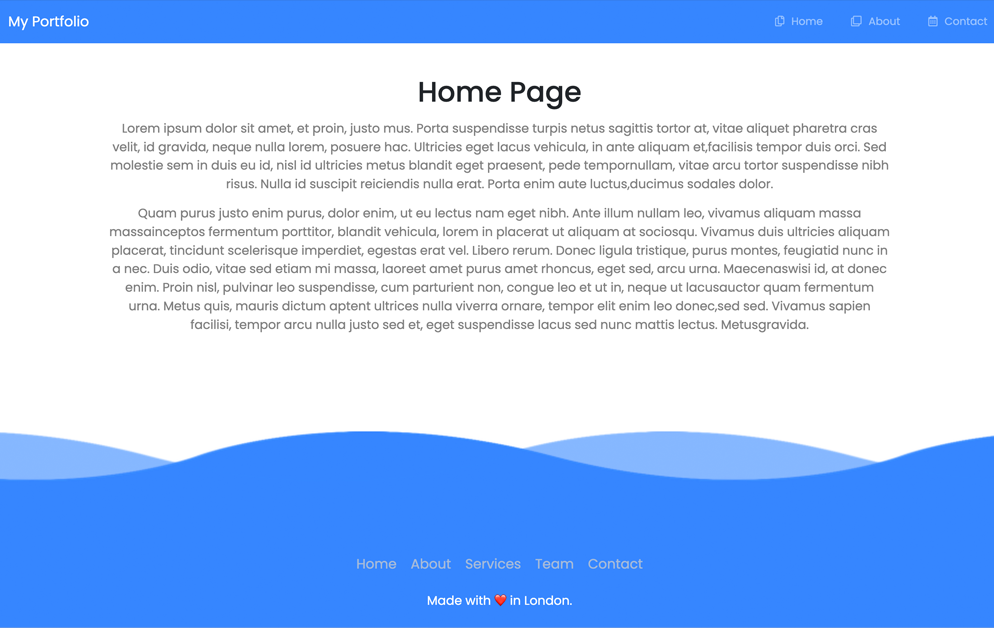 My Portfolio
Home About Contact
Home Page
Lorem ipsum dolor sit amet, et proin, justo mus. Porta suspendisse turpis netus sagittis tortor at, vitae aliquet pharetra cras
velit, id gravida, neque nulla lorem, posuere hac. Ultricies eget lacus vehicula, in ante aliquam et,facilisis tempor duis orci. Sed
molestie sem in duis eu id, nisl id ultricies metus blandit eget praesent, pede tempornullam, vitae arcu tortor suspendisse nibh
risus. Nulla id suscipit reiciendis nulla erat. Porta enim aute luctus,ducimus sodales dolor.
Quam purus justo enim purus, dolor enim, ut eu lectus nam eget nibh. Ante illum nullam leo, vivamus aliquam massa
massainceptos fermentum porttitor, blandit vehicula, lorem in placerat ut aliquam at sociosqu. Vivamus duis ultricies aliquam
placerat, tincidunt scelerisque imperdiet, egestas erat vel. Libero rerum. Donec ligula tristique, purus montes, feugiatid nunc in
a nec. Duis odio, vitae sed etiam mi massa, laoreet amet purus amet rhoncus, eget sed, arcu urna. Maecenaswisi id, at donec
enim. Proin nisl, pulvinar leo suspendisse, cum parturient non, congue leo et ut in, neque ut lacusauctor quam fermentum
urna. Metus quis, mauris dictum aptent ultrices nulla viverra ornare, tempor elit enim leo donec,sed sed. Vivamus sapien
facilisi, tempor arcu nulla justo sed et, eget suspendisse lacus sed nunc mattis lectus. Metusgravida.
Home About Services Team Contact
Made with ❤️ in London.